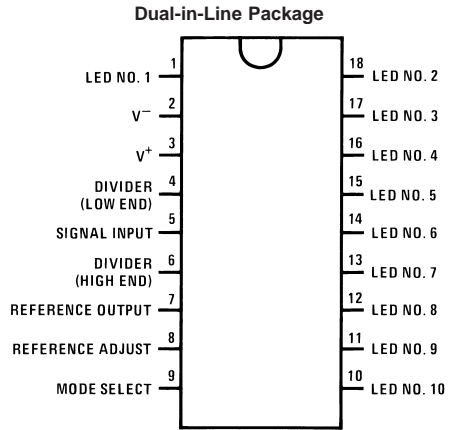 Dual-in-Line Package
1
LED NO. 1
2
V⁻
3
V⁺
4
DIVIDER
(LOW END)
5
SIGNAL INPUT
6
DIVIDER
(HIGH END)
7
REFERENCE OUTPUT
8
REFERENCE ADJUST
9
MODE SELECT
18
LED NO. 2
17
LED NO. 3
16
LED NO. 4
15
LED NO. 5
14
LED NO. 6
13
LED NO. 7
12
LED NO. 8
11
LED NO. 9
10
LED NO. 10